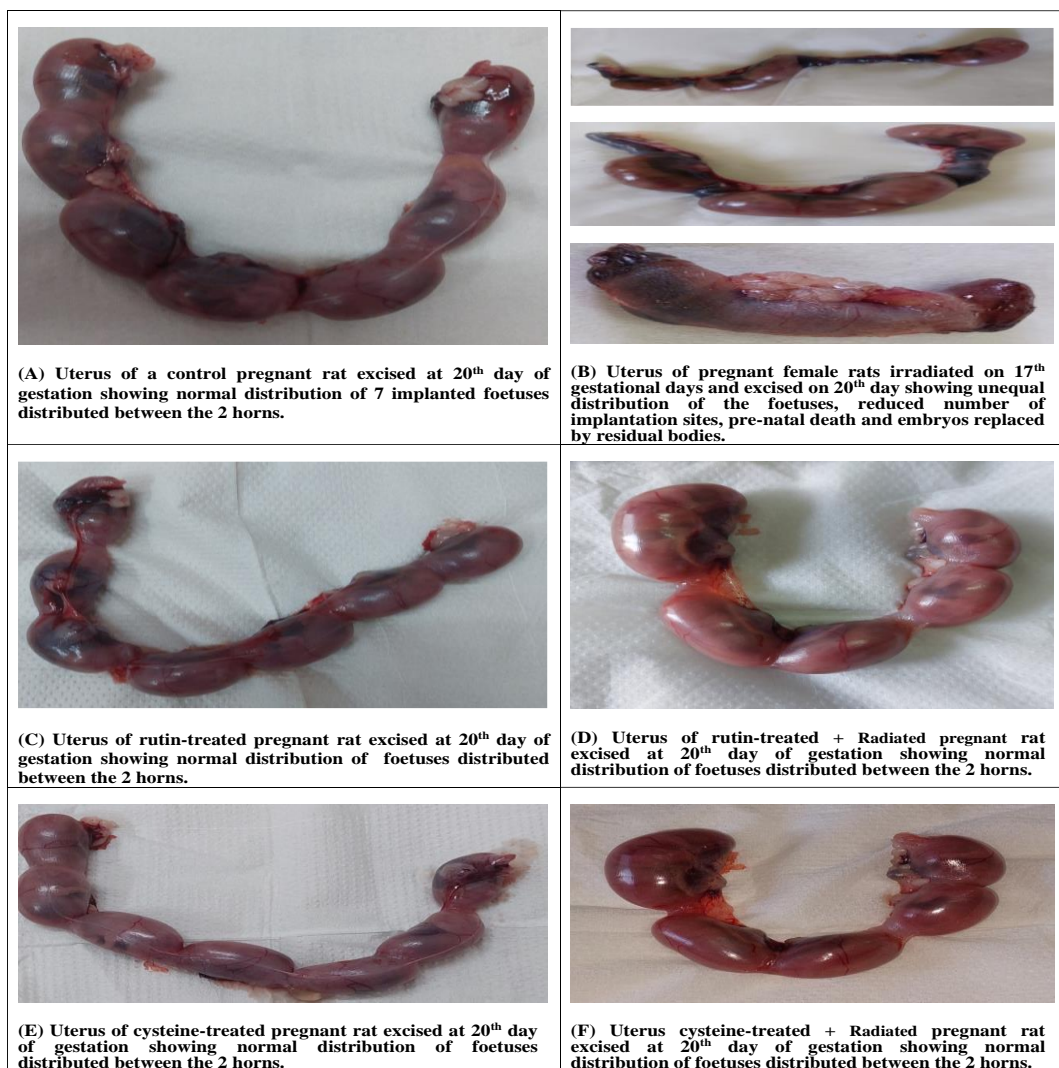 (A) Uterus of a control pregnant rat excised at 20th day of
gestation showing normal distribution of 7 implanted foetuses
distributed between the 2 horns.
(B) Uterus of pregnant female rats irradiated on 17th
gestational days and excised on 20th day showing unequal
distribution of the foetuses, reduced number of
implantation sites, pre-natal death and embryos replaced
by residual bodies.
(C) Uterus of rutin-treated pregnant rat excised at 20th day of
gestation showing normal distribution of foetuses distributed
between the 2 horns.
(D) Uterus of rutin-treated + Radiated pregnant rat
excised at 20th day of gestation showing normal
distribution of foetuses distributed between the 2 horns.
(E) Uterus of cysteine-treated pregnant rat excised at 20th day
of gestation showing normal distribution of foetuses
distributed between the 2 horns.
(F) Uterus cysteine-treated + Radiated pregnant rat
excised at 20th day of gestation showing normal
distribution of foetuses distributed between the 2 horns.